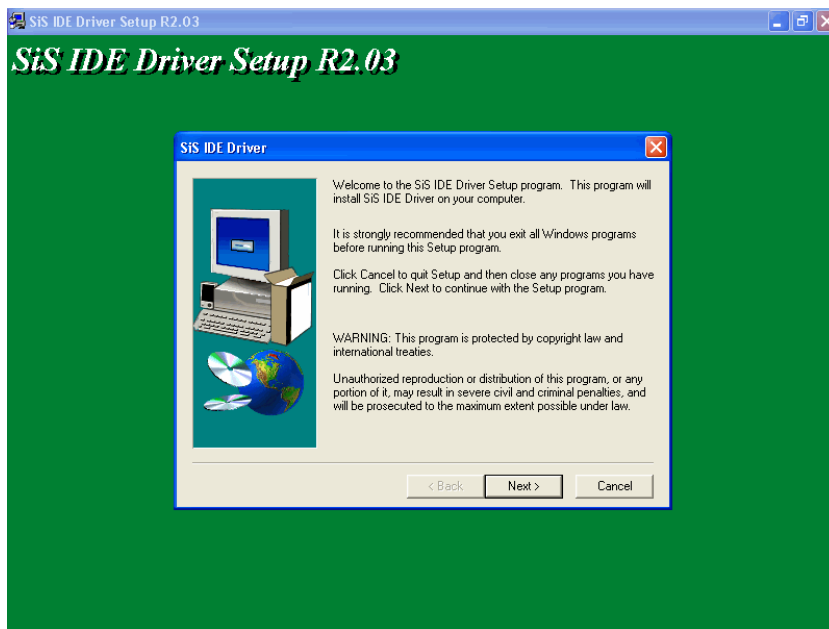 SiS IDE Driver Setup R2.03
SiS IDE Driver Setup R2.03
SiS IDE Driver
Welcome to the SiS IDE Driver Setup program. This program will
install SiS IDE Driver on your computer.
It is strongly recommended that you exit all Windows programs
before running this Setup program.
Click Cancel to quit Setup and then close any programs you have
running. Click Next to continue with the Setup program.
WARNING: This program is protected by copyright law and
international treaties.
Unauthorized reproduction or distribution of this program, or any
portion of it, may result in severe civil and criminal penalties, and
will be prosecuted to the maximum extent possible under law.
< Back Next > Cancel